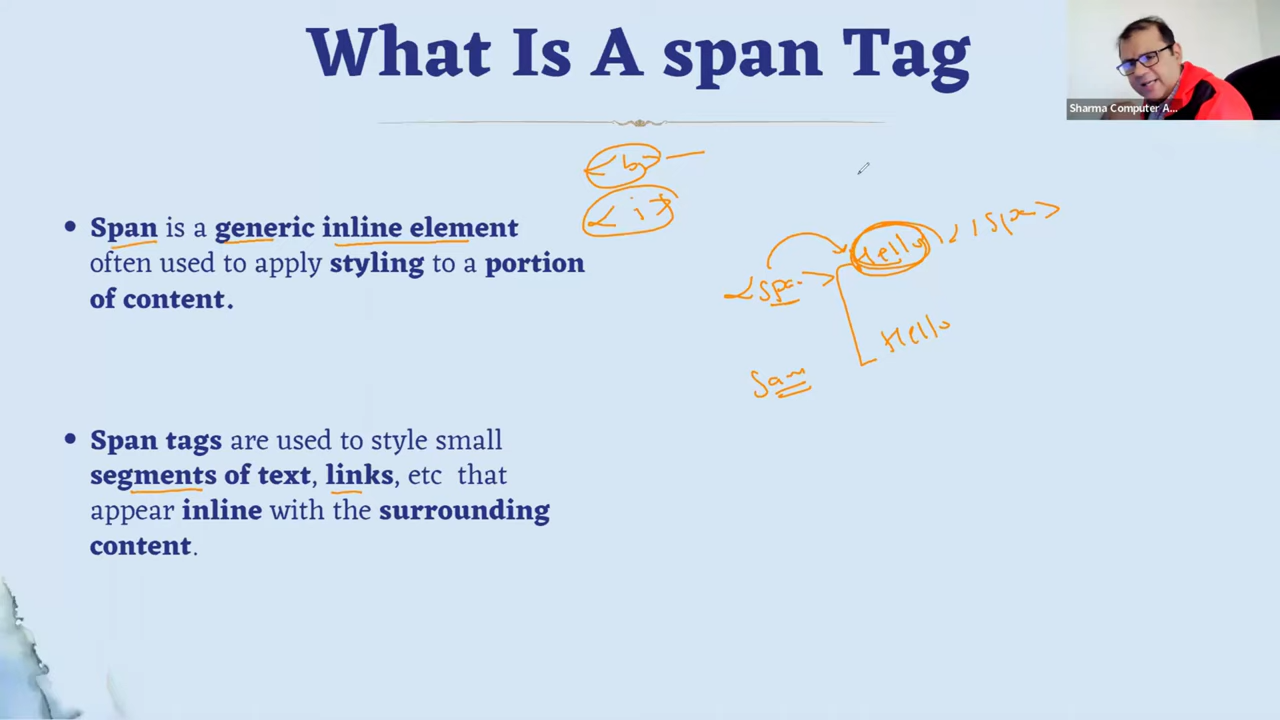 What Is A span Tag
Sharma Computer A...
<b>
<i>
• Span is a generic inline element
often used to apply styling to a portion
of content.
<span> Hello </span>
Hello
Sam
• Span tags are used to style small
segments of text, links, etc that
appear inline with the surrounding
content.